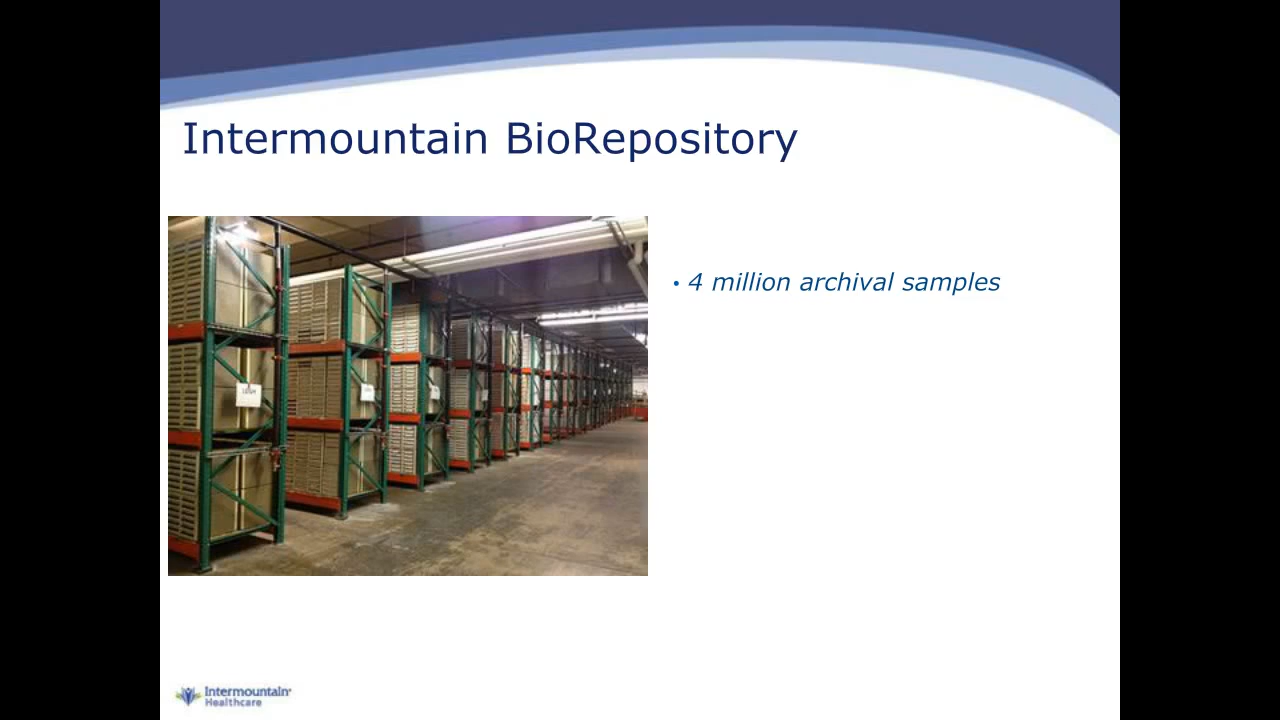 Intermountain BioRepository
• 4 million archival samples
Intermountain®
Healthcare